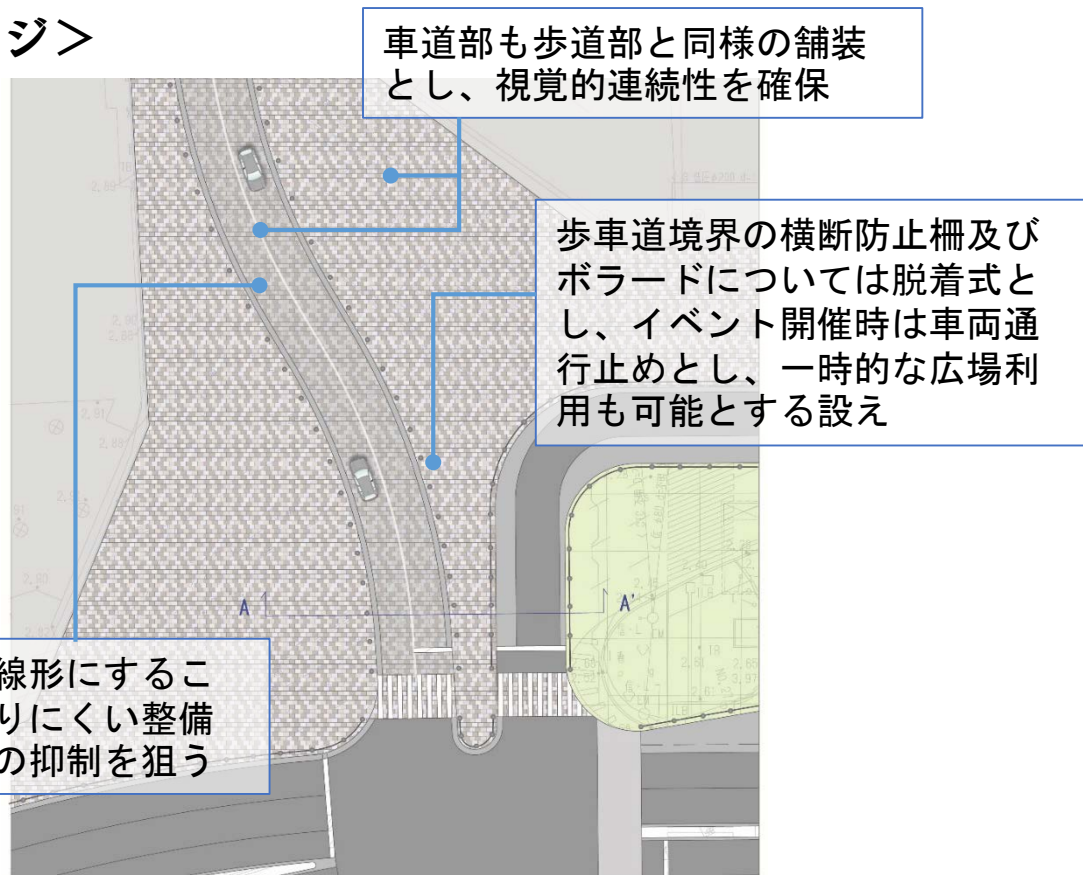 ジ＞
車道部も歩道部と同様の舗装
とし、視覚的連続性を確保
歩車道境界の横断防止柵及び
ボラードについては脱着式と
し、イベント開催時は車両通
行止めとし、一時的な広場利
用も可能とする設え
A
A'
線形にするこ
りにくい整備
の抑制を狙う